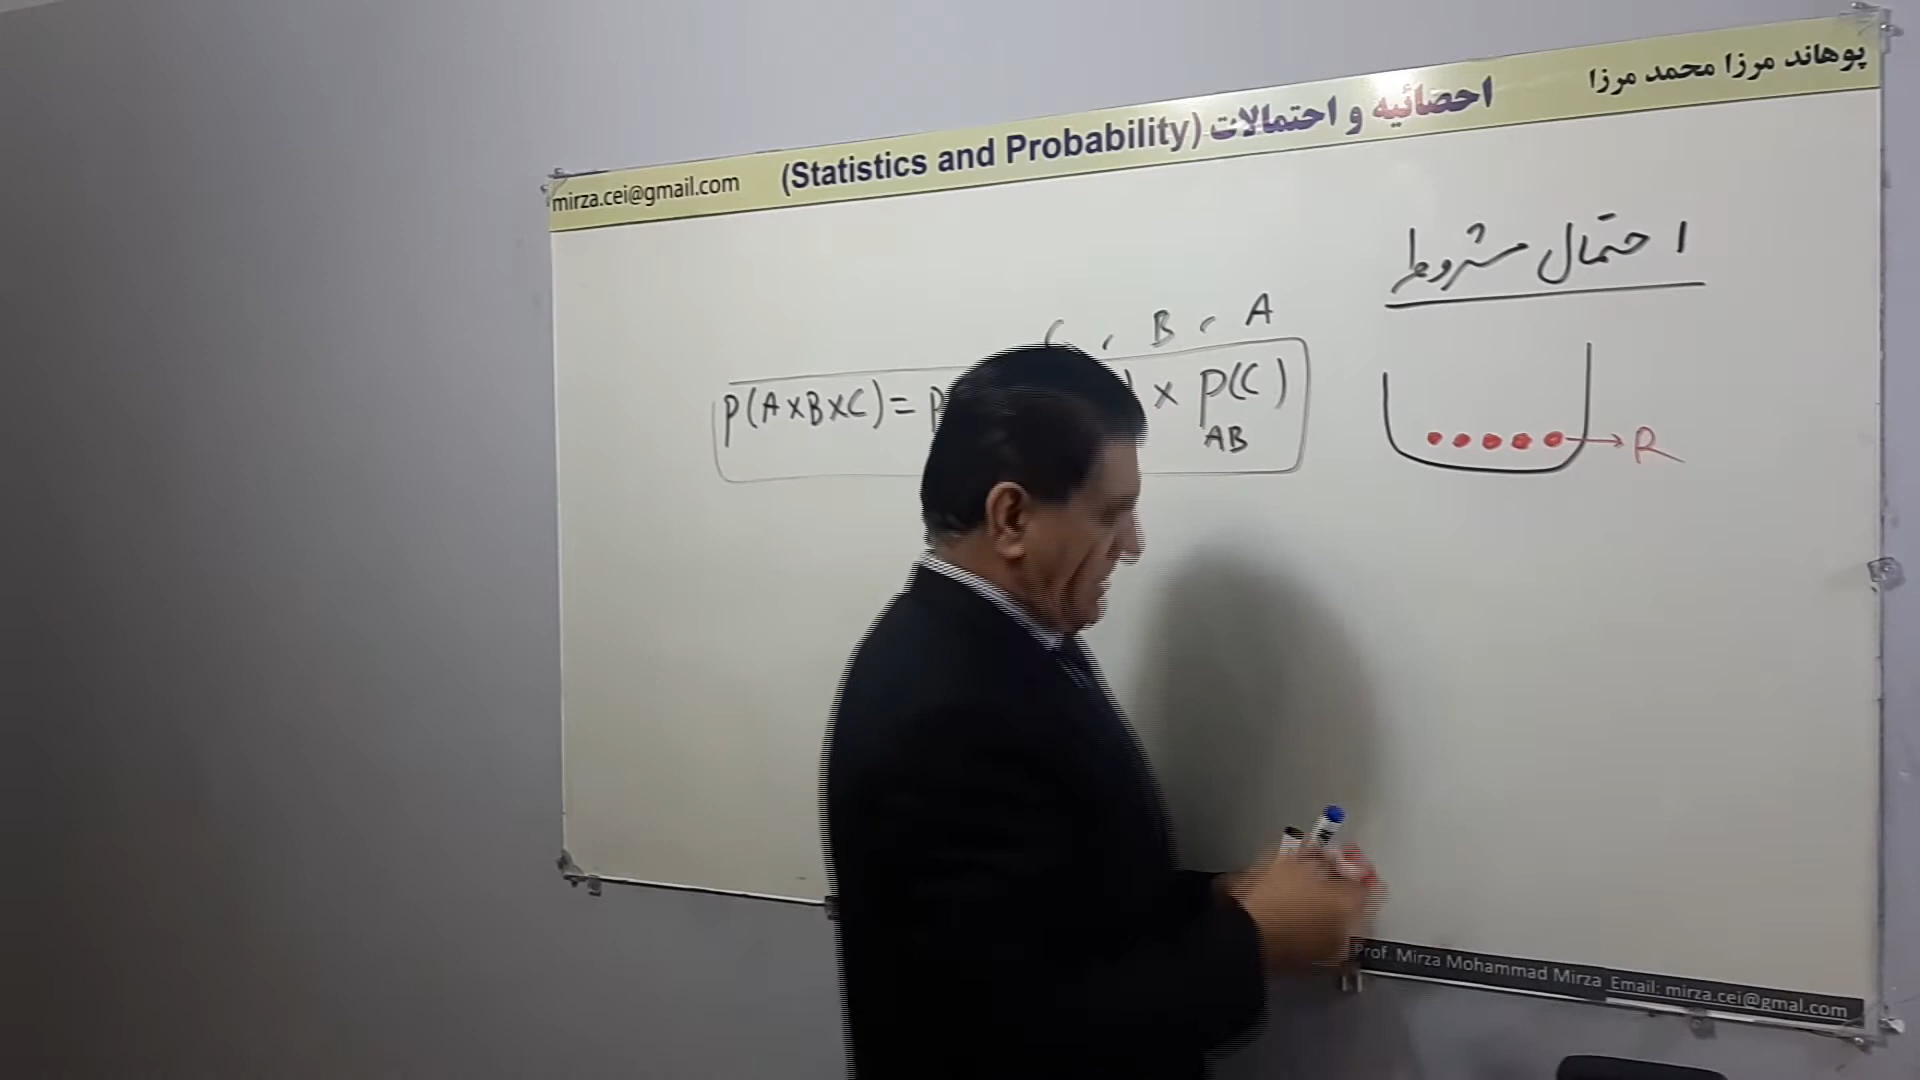 پوهاند مرزا محمد مرزا
احصائیه و احتمالات (Statistics and Probability)
mirza.cei@gmail.com
احتمال مشروط
C , B , A
P(A×B×C)= P × P(C)
AB
R
Prof. Mirza Mohammad Mirza Email: mirza.cei@gmal.com